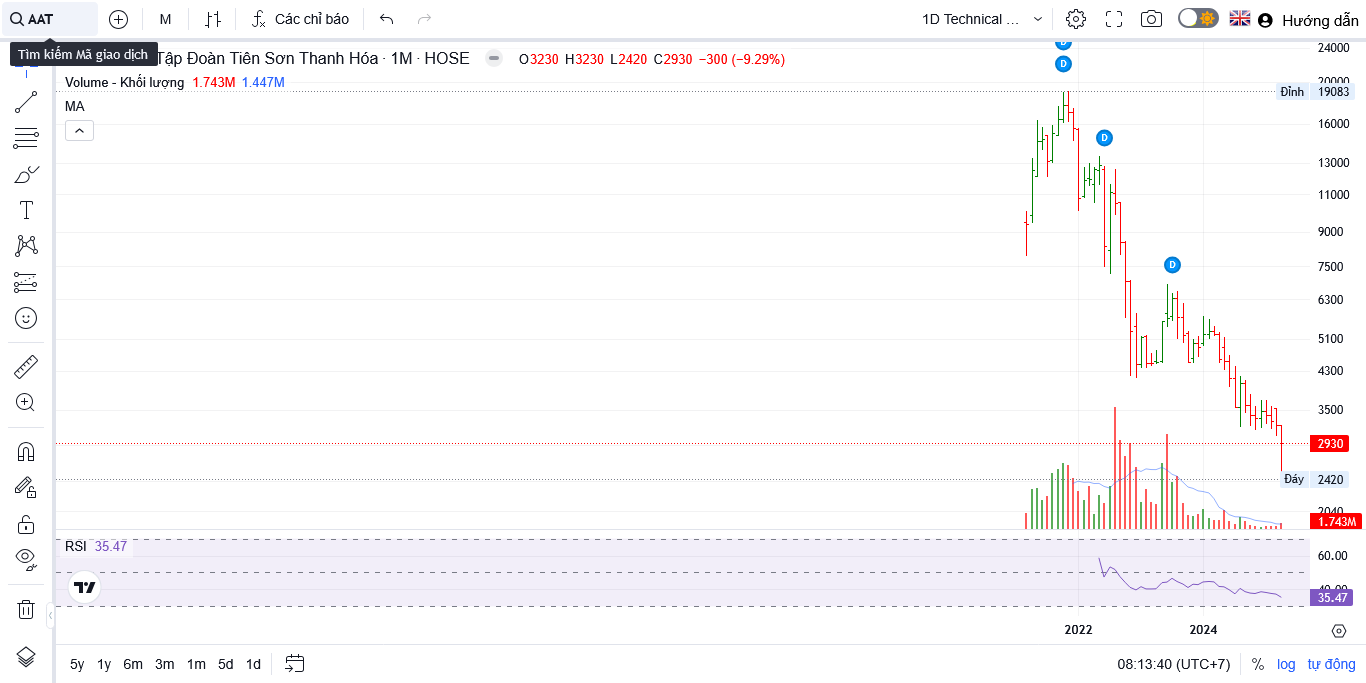 AAT
M
Các chỉ báo
1D Technical ...
Hướng dẫn
Tìm kiếm Mã giao dịch
Tập Đoàn Tiên Sơn Thanh Hóa · 1M · HOSE
O3230 H3230 L2420 C2930 −300 (−9.29%)
Volume - Khối lượng 1.743M 1.447M
MA
D
D
D
D
24000
20000
Đỉnh 19083
16000
13000
11000
9000
7500
6300
5100
4300
3500
2930
Đáy 2420
2040
1.743M
RSI 35.47
60.00
40.00
35.47
2022
2024
5y 1y 6m 3m 1m 5d 1d
08:13:40 (UTC+7)
% log tự động